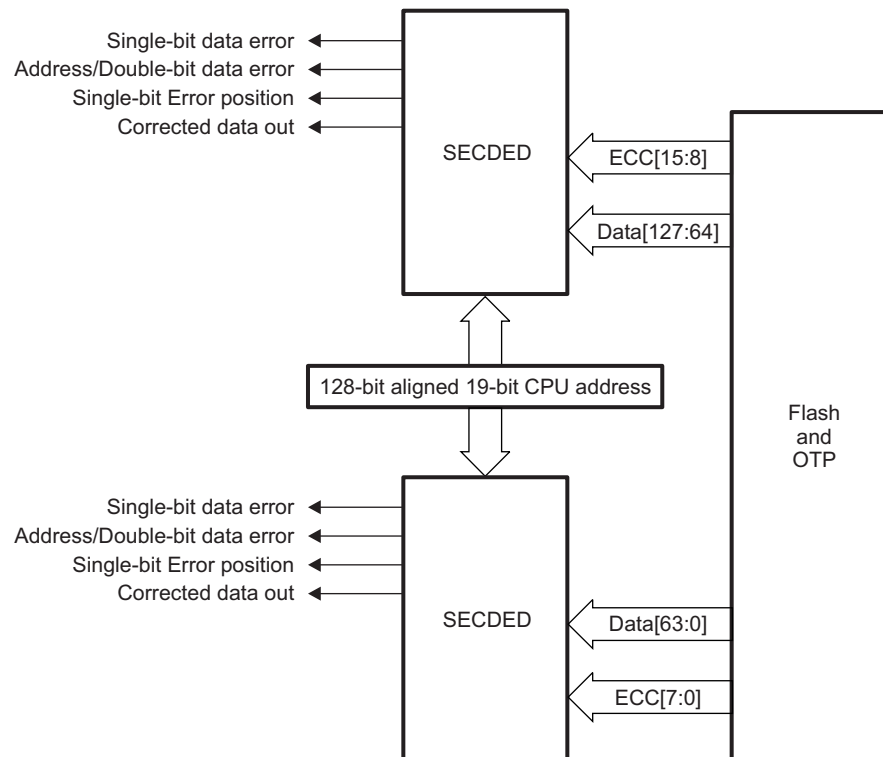 Single-bit data error
Address/Double-bit data error
Single-bit Error position
Corrected data out
SECDED
ECC[15:8]
Data[127:64]
128-bit aligned 19-bit CPU address
Flash
and
OTP
Single-bit data error
Address/Double-bit data error
Single-bit Error position
Corrected data out
SECDED
Data[63:0]
ECC[7:0]